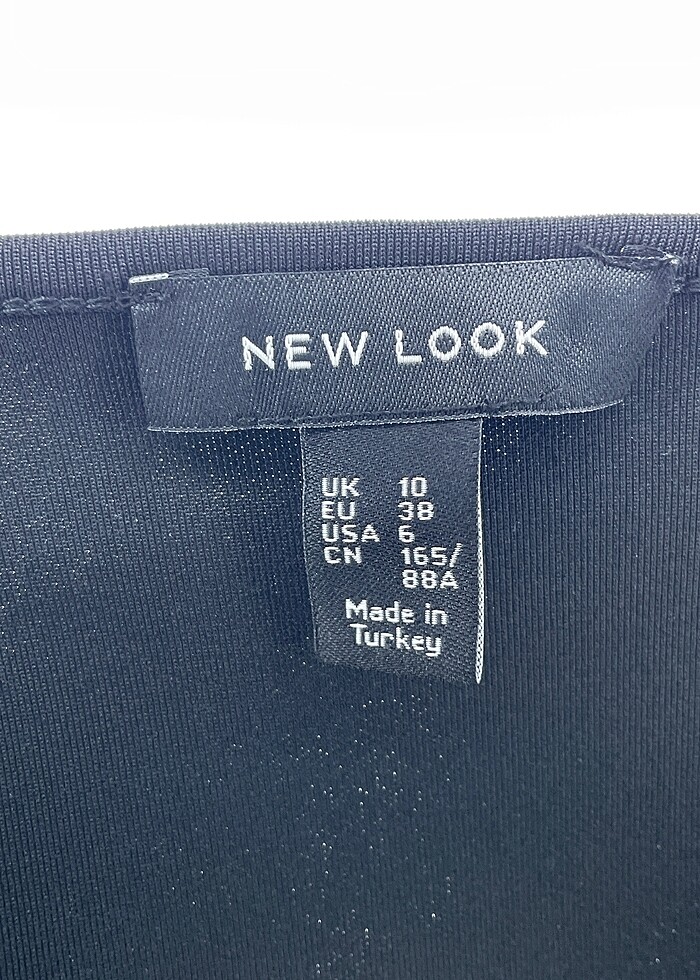 NEW LOOK
UK 10
EU 38
USA 6
CN 165/
88A
Made in
Turkey